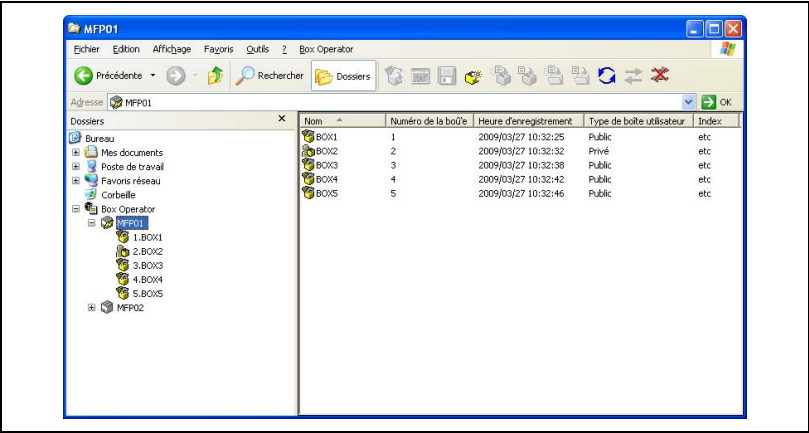 MFP01
Fichier Edition Affichage Favoris Outils ? Box Operator
Précédente Rechercher Dossiers
Adresse MFP01 OK
Dossiers
Bureau
Mes documents
Poste de travail
Favoris réseau
Corbeille
Box Operator
MFP01
1.BOX1
2.BOX2
3.BOX3
4.BOX4
5.BOX5
MFP02
Nom Numéro de la boû'e Heure d'enregistrement Type de boîte utilisateur Index
BOX1 1 2009/03/27 10:32:25 Public etc
BOX2 2 2009/03/27 10:32:32 Privé etc
BOX3 3 2009/03/27 10:32:38 Public etc
BOX4 4 2009/03/27 10:32:42 Public etc
BOX5 5 2009/03/27 10:32:46 Public etc